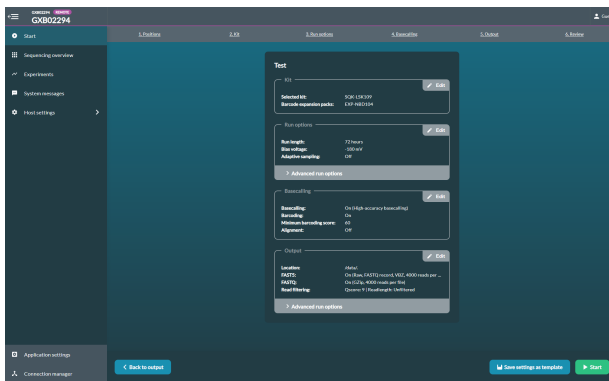 GXB02294 REMOTE
GXB02294
Start
1. Positions
2. Kit
3. Run options
4. Basecalling
5. Output
6. Review
Sequencing overview
Experiments
System messages
Host settings
Test
Kit
Edit
Selected kit: SQK-LSK109
Barcode expansion packs: EXP-NBD104
Run options
Edit
Run length: 72 hours
Bias voltage: -180 mV
Adaptive sampling: Off
> Advanced run options
Basecalling
Edit
Basecalling: On (High-accuracy basecalling)
Barcoding: On
Minimum barcoding score: 60
Alignment: Off
Output
Edit
Location: /data/.
FAST5: On (Raw, FASTQ record, VBZ, 4000 reads per ...
FASTQ: On (GZip, 4000 reads per file)
Read filtering: Qscore: 9 | Readlength: Unfiltered
> Advanced run options
Application settings
Connection manager
Back to output
Save settings as template
Start